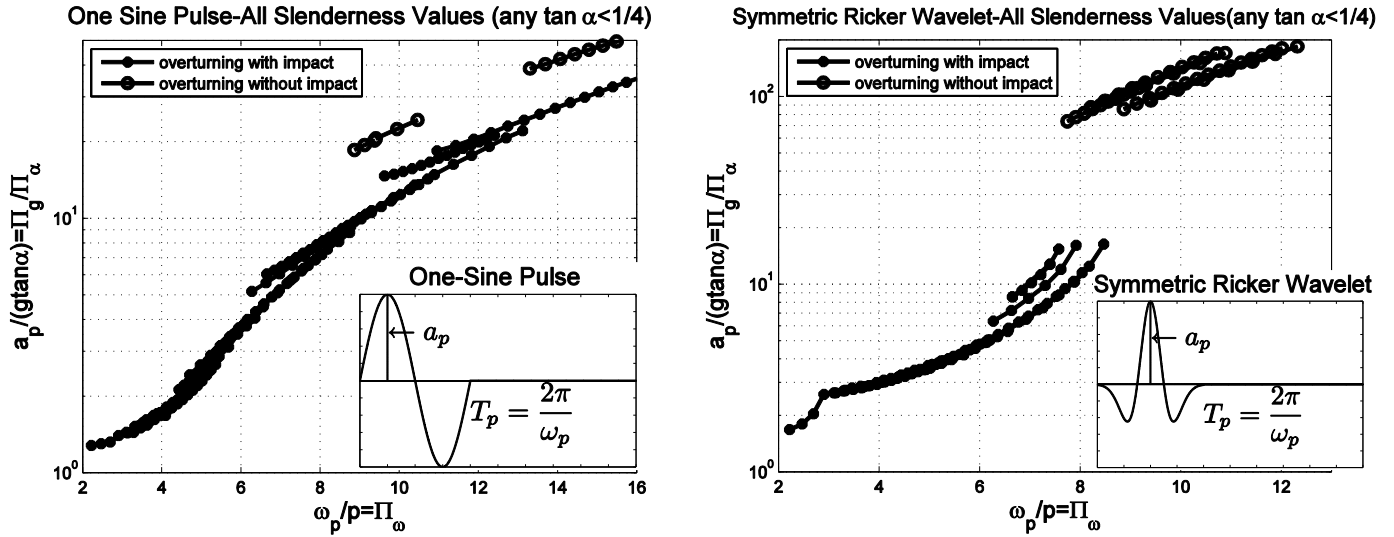 One Sine Pulse-All Slenderness Values (any tan α<1/4)
overturning with impact
overturning without impact
a_p/(gtanα)=Π_g/Π_α
10^1
10^0
One-Sine Pulse
a_p
T_p = 2π/ω_p
2 4 6 8 10 12 14 16
ω_p/p=Π_ω
Symmetric Ricker Wavelet-All Slenderness Values(any tan α<1/4)
overturning with impact
overturning without impact
a_p/(gtanα)=Π_g/Π_α
10^2
10^1
10^0
Symmetric Ricker Wavelet
a_p
T_p = 2π/ω_p
2 4 6 8 10 12
ω_p/p=Π_ω